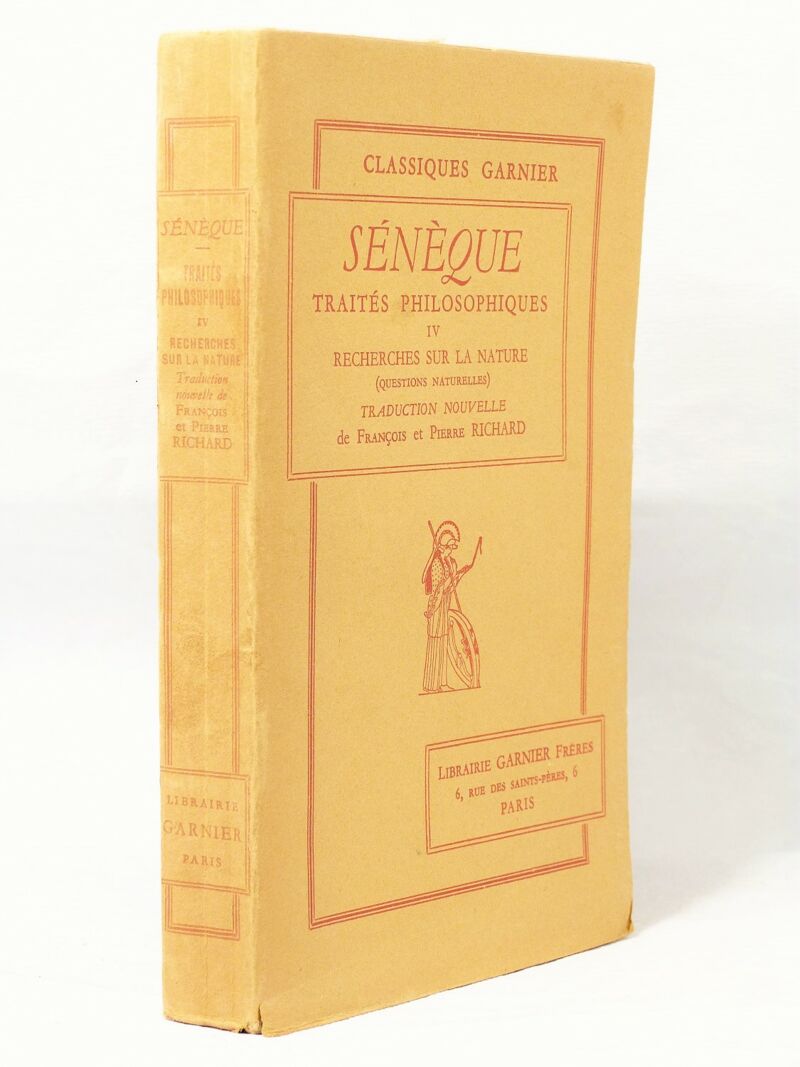 SÉNÈQUE
TRAITÉS
PHILOSOPHIQUES
IV
RECHERCHES
SUR LA NATURE
Traduction
nouvelle de
FRANÇOIS
et PIERRE
RICHARD
LIBRAIRIE
GARNIER
PARIS
CLASSIQUES GARNIER
SÉNÈQUE
TRAITÉS PHILOSOPHIQUES
IV
RECHERCHES SUR LA NATURE
(QUESTIONS NATURELLES)
TRADUCTION NOUVELLE
de FRANÇOIS et PIERRE RICHARD
LIBRAIRIE GARNIER FRÈRES
6, RUE DES SAINTS-PÈRES, 6
PARIS